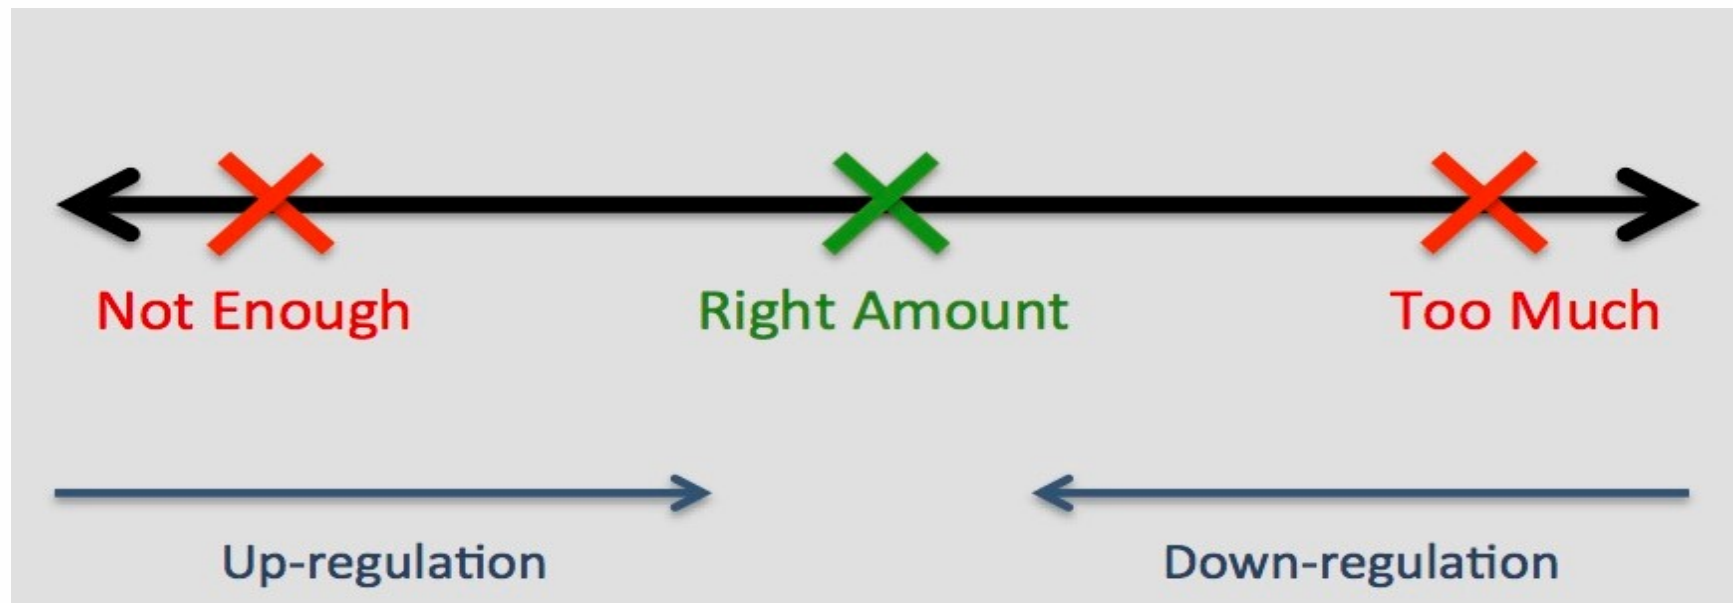 Not Enough
Right Amount
Too Much
Up-regulation
Down-regulation